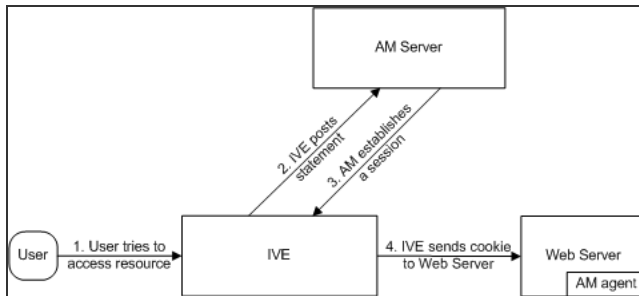 AM Server
2. IVE posts
statement
3. AM establishes
a session
User
1. User tries to
access resource
IVE
4. IVE sends cookie
to Web Server
Web Server
AM agent